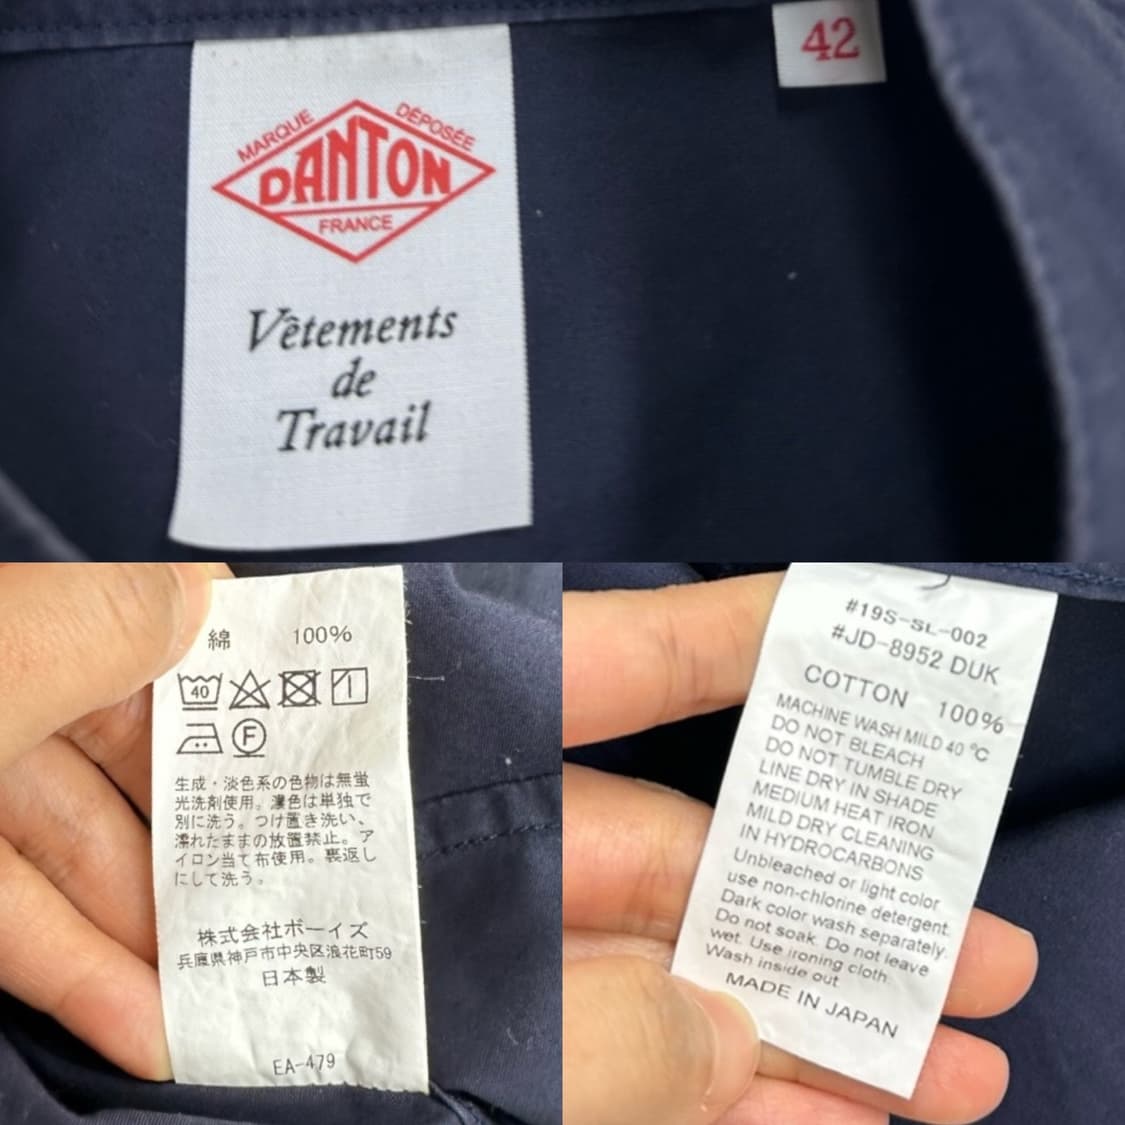 42
MARQUE DÉPOSÉE
DANTON
FRANCE
Vêtements
de
Travail
綿 100%
40
F
生成・淡色系の色物は無蛍
光洗剤使用。濃色は単独で
別に洗う。つけ置き洗い、
濡れたままの放置禁止。ア
イロン当て布使用。裏返し
にして洗う。
株式会社ボーイズ
兵庫県神戸市中央区浪花町59
日本製
EA-479
#19S-SL-002
#JD-8952 DUK
COTTON 100%
MACHINE WASH MILD 40 ℃
DO NOT BLEACH
DO NOT TUMBLE DRY
LINE DRY IN SHADE
MEDIUM HEAT IRON
MILD DRY CLEANING
IN HYDROCARBONS
Unbleached or light color,
use non-chlorine detergent.
Dark color wash separately.
Do not soak. Do not leave
wet. Use ironing cloth.
Wash inside out.
MADE IN JAPAN